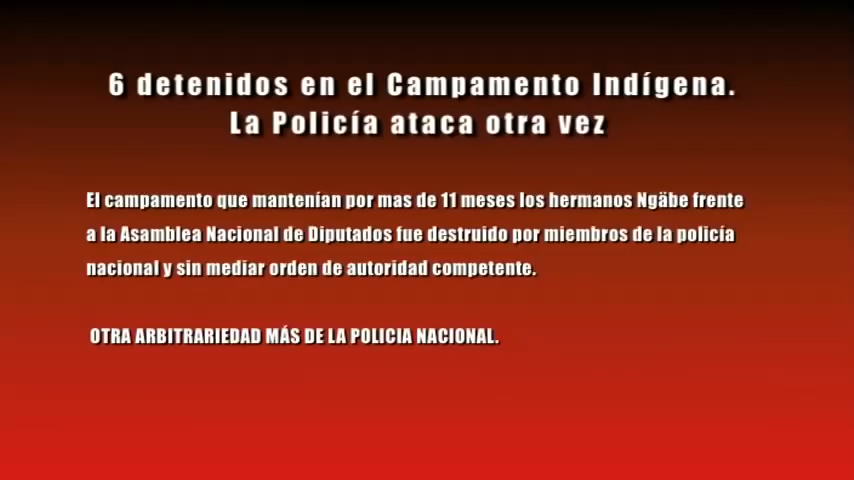 6 detenidos en el Campamento Indígena.
La Policía ataca otra vez
El campamento que mantenían por mas de 11 meses los hermanos Ngäbe frente
a la Asamblea Nacional de Diputados fue destruido por miembros de la policía
nacional y sin mediar orden de autoridad competente.
OTRA ARBITRARIEDAD MÁS DE LA POLICIA NACIONAL.